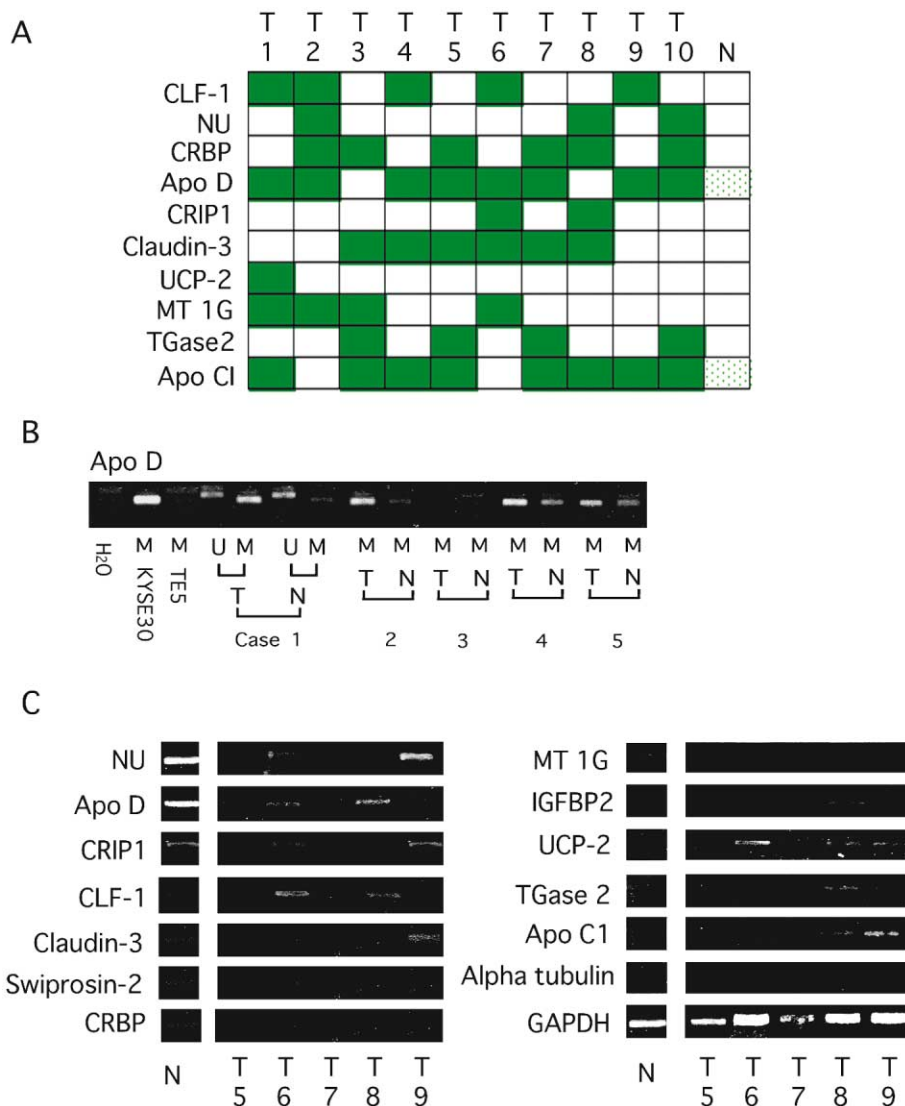 A
T T T T T T T T T T
1 2 3 4 5 6 7 8 9 10 N
CLF-1
NU
CRBP
Apo D
CRIP1
Claudin-3
UCP-2
MT 1G
TGase2
Apo CI
B
Apo D
H2O M M U M U M M M M M M M M M
KYSE30 TE5 T N T N T N T N T N
Case 1 2 3 4 5
C
NU
Apo D
CRIP1
CLF-1
Claudin-3
Swiprosin-2
CRBP
N T T T T T
5 6 7 8 9
MT 1G
IGFBP2
UCP-2
TGase 2
Apo C1
Alpha tubulin
GAPDH
N T T T T T
5 6 7 8 9